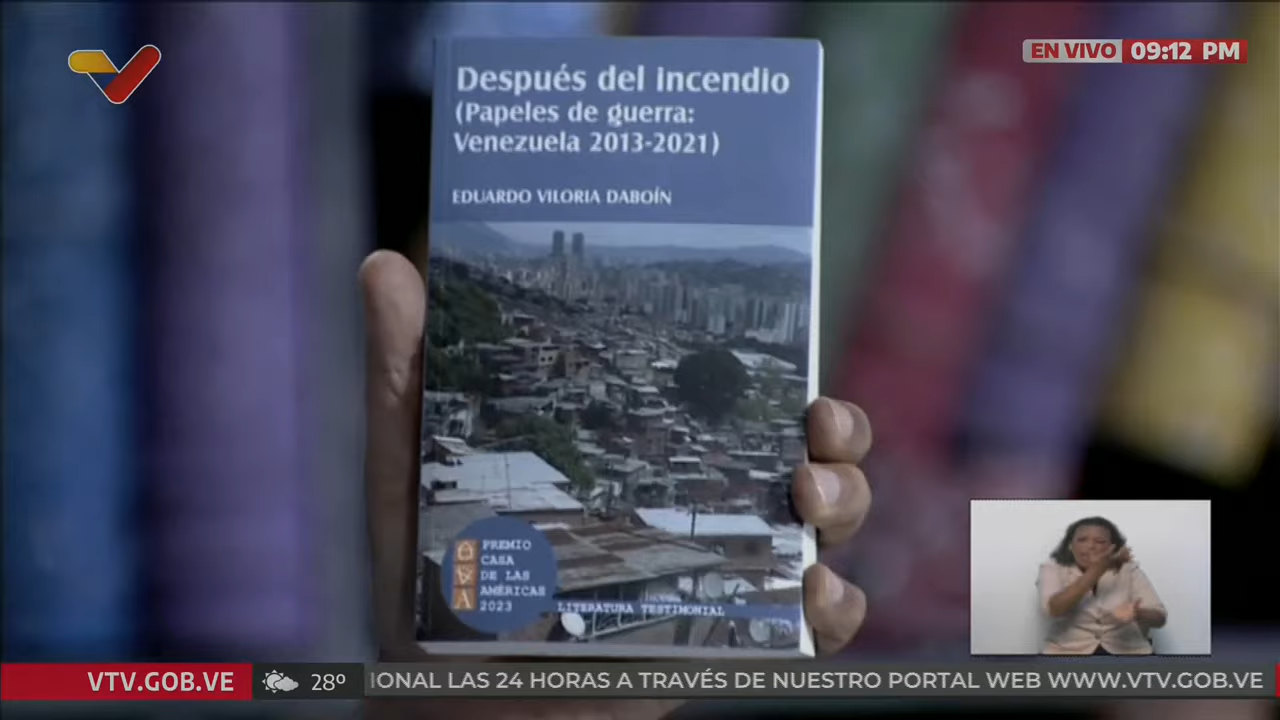 EN VIVO 09:12 PM
Después del incendio
(Papeles de guerra:
Venezuela 2013-2021)
EDUARDO VILORIA DABOÍN
PREMIO
CASA
DE LAS
AMÉRICAS
2023
LITERATURA TESTIMONIAL
VTV.GOB.VE 28º IONAL LAS 24 HORAS A TRAVÉS DE NUESTRO PORTAL WEB WWW.VTV.GOB.VE